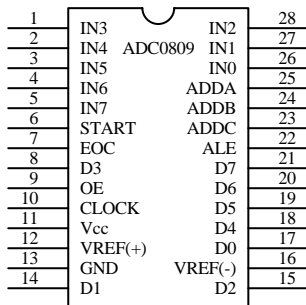 1 IN3 IN2 28
2 IN4 ADC0809 IN1 27
3 IN5 IN0 26
4 IN6 ADDA 25
5 IN7 ADDB 24
6 START ADDC 23
7 EOC ALE 22
8 D3 D7 21
9 OE D6 20
10 CLOCK D5 19
11 Vcc D4 18
12 VREF(+) D0 17
13 GND VREF(-) 16
14 D1 D2 15